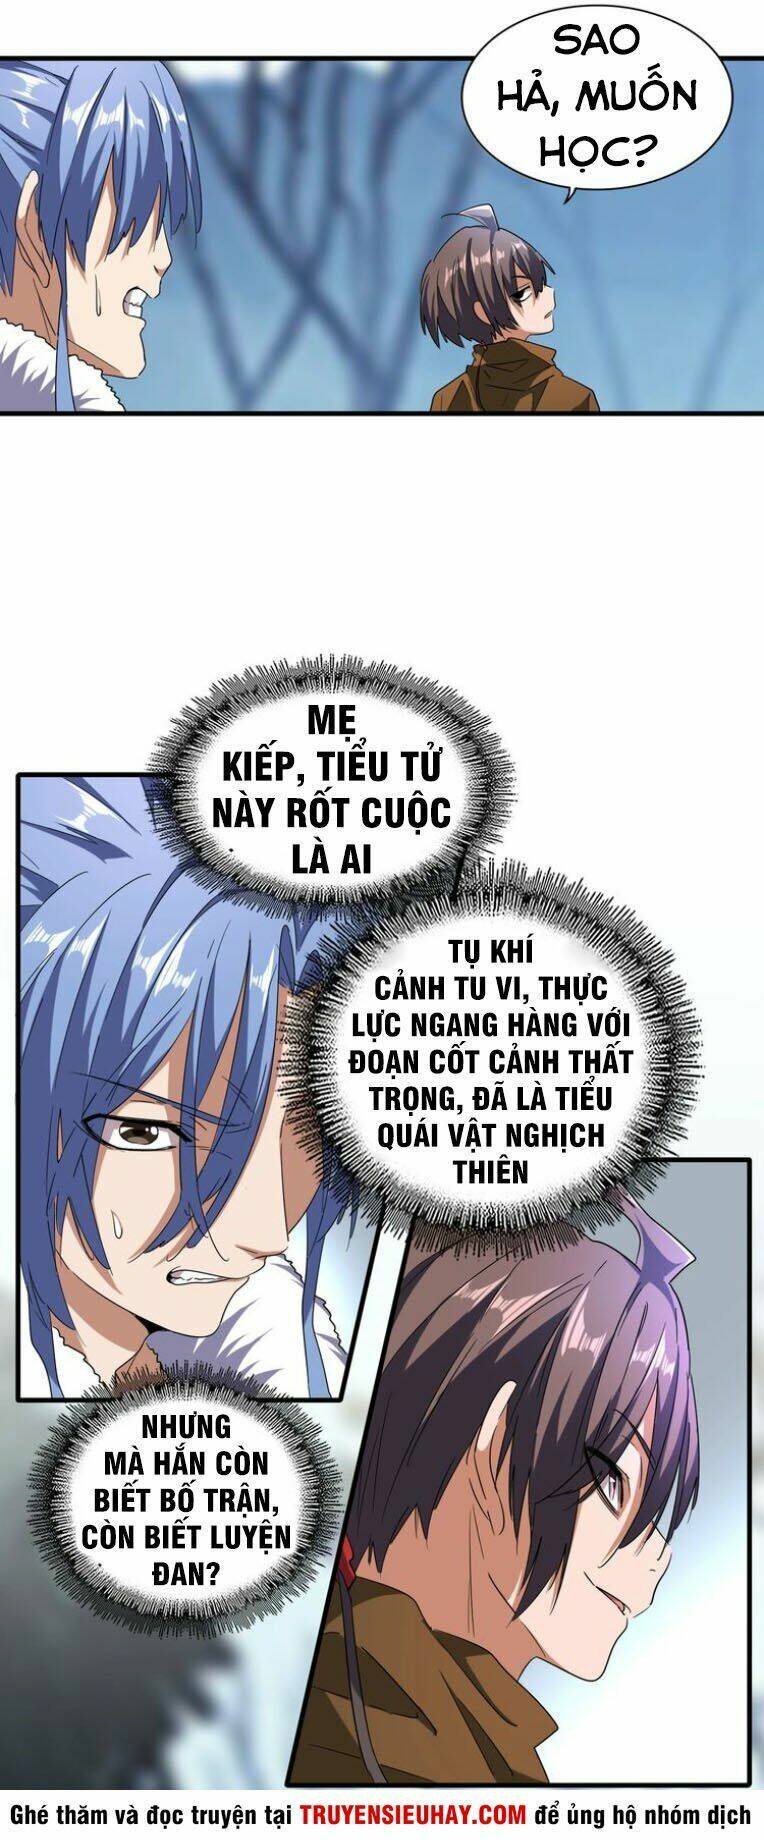 SAO
HẢ, MUỐN
HỌC?
MẸ
KIẾP, TIỂU TỬ
NÀY RỐT CUỘC
LÀ AI
TỤ KHÍ
CẢNH TU VI, THỰC
LỰC NGANG HÀNG VỚI
ĐOẠN CỐT CẢNH THẤT
TRỌNG, ĐÃ LÀ TIỂU
QUÁI VẬT NGHỊCH
THIÊN
NHƯNG
MÀ HẮN CÒN
BIẾT BỐ TRẬN,
CÒN BIẾT LUYỆN
ĐAN?
Ghé thăm và đọc truyện tại TRUYENSIEUHAY.COM để ủng hộ nhóm dịch